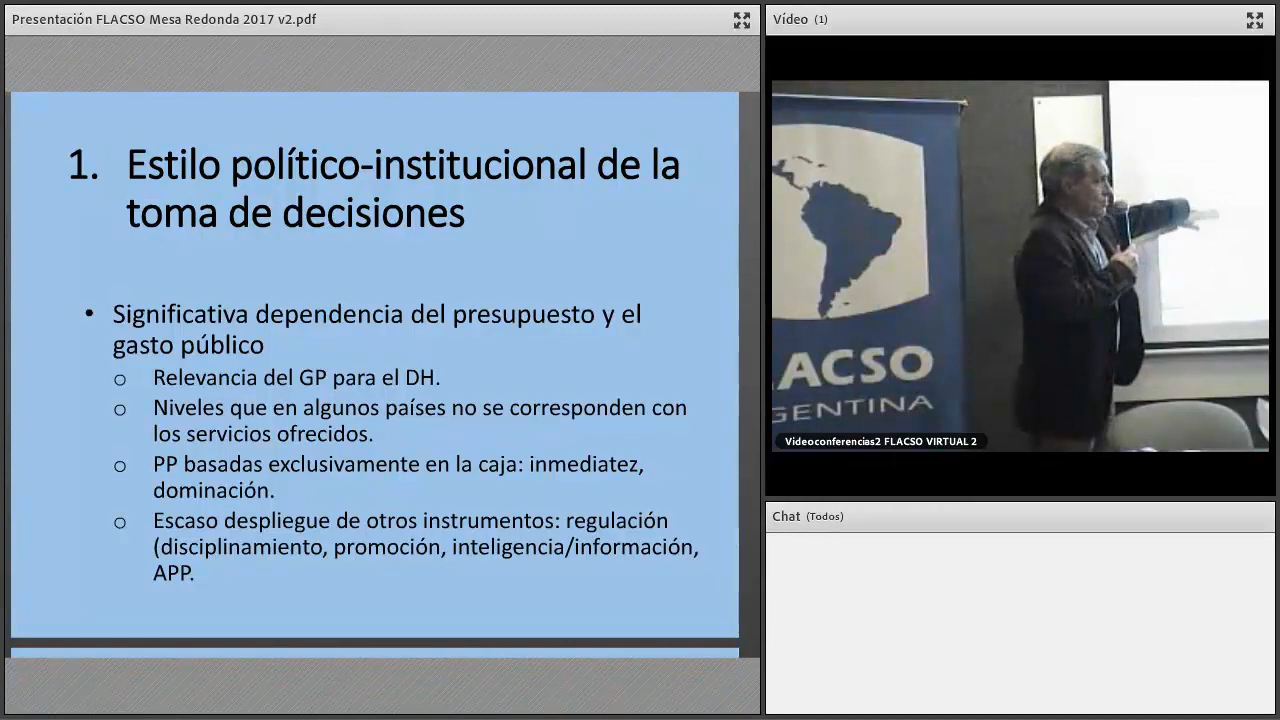 Presentación FLACSO Mesa Redonda 2017 v2.pdf
1. Estilo político-institucional de la
toma de decisiones
• Significativa dependencia del presupuesto y el
gasto público
o Relevancia del GP para el DH.
o Niveles que en algunos países no se corresponden con
los servicios ofrecidos.
o PP basadas exclusivamente en la caja: inmediatez,
dominación.
o Escaso despliegue de otros instrumentos: regulación
(disciplinamiento, promoción, inteligencia/información,
APP.
Vídeo (1)
LACSO
GENTINA
Videoconferencias2 FLACSO VIRTUAL 2
Chat (Todos)